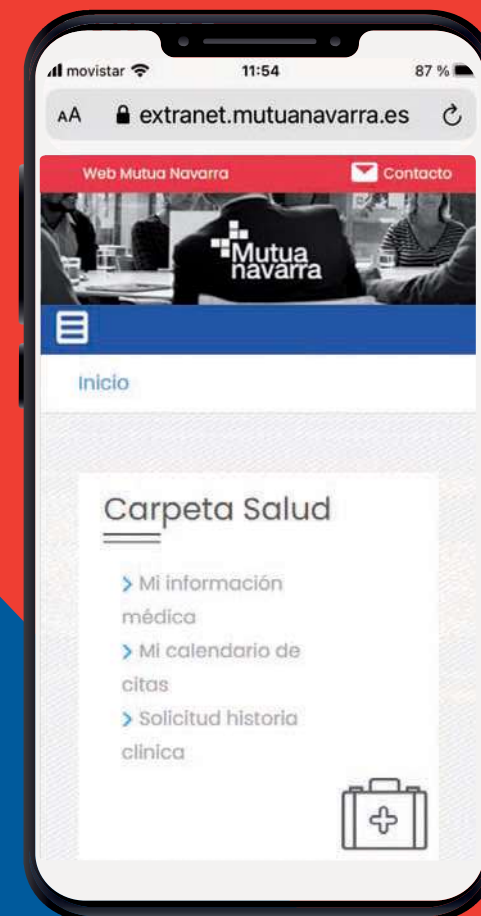 movistar 11:54 87 %
AA extranet.mutuanavarra.es
Web Mutua Navarra Contacto
Mutua
navarra
Inicio
Carpeta Salud
Mi información
médica
Mi calendario de
citas
Solicitud historia
clinica